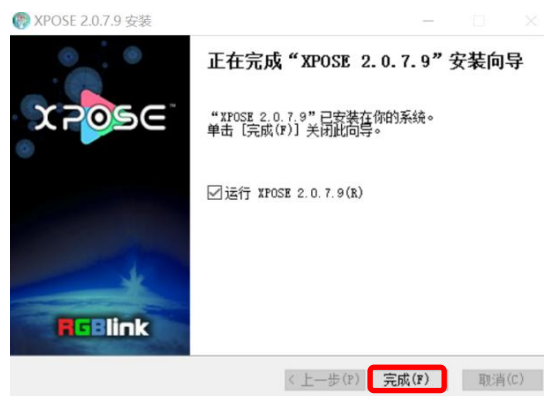 XPOSE 2.0.7.9 安装
正在完成“XPOSE 2.0.7.9”安装向导
XPOSE™
“XPOSE 2.0.7.9”已安装在你的系统。
单击 [完成(F)] 关闭此向导。
运行 XPOSE 2.0.7.9(R)
RGBlink
< 上一步(P)
完成(F)
取消(C)